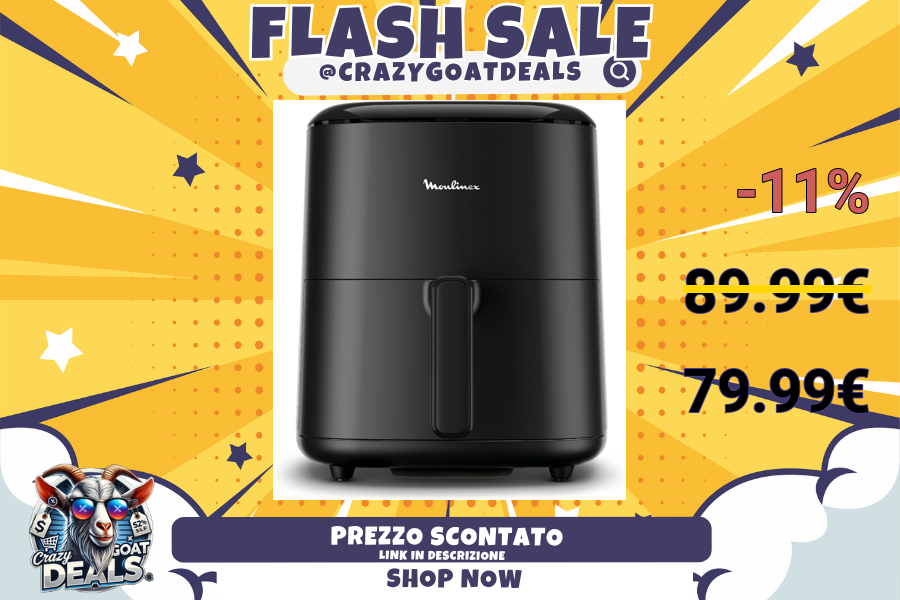 FLASH SALE
@CRAZYGOATDEALS
Moulinex
-11%
89.99€
79.99€
$
Crazy
GOAT
DEALS
PREZZO SCONTATO
LINK IN DESCRIZIONE
SHOP NOW